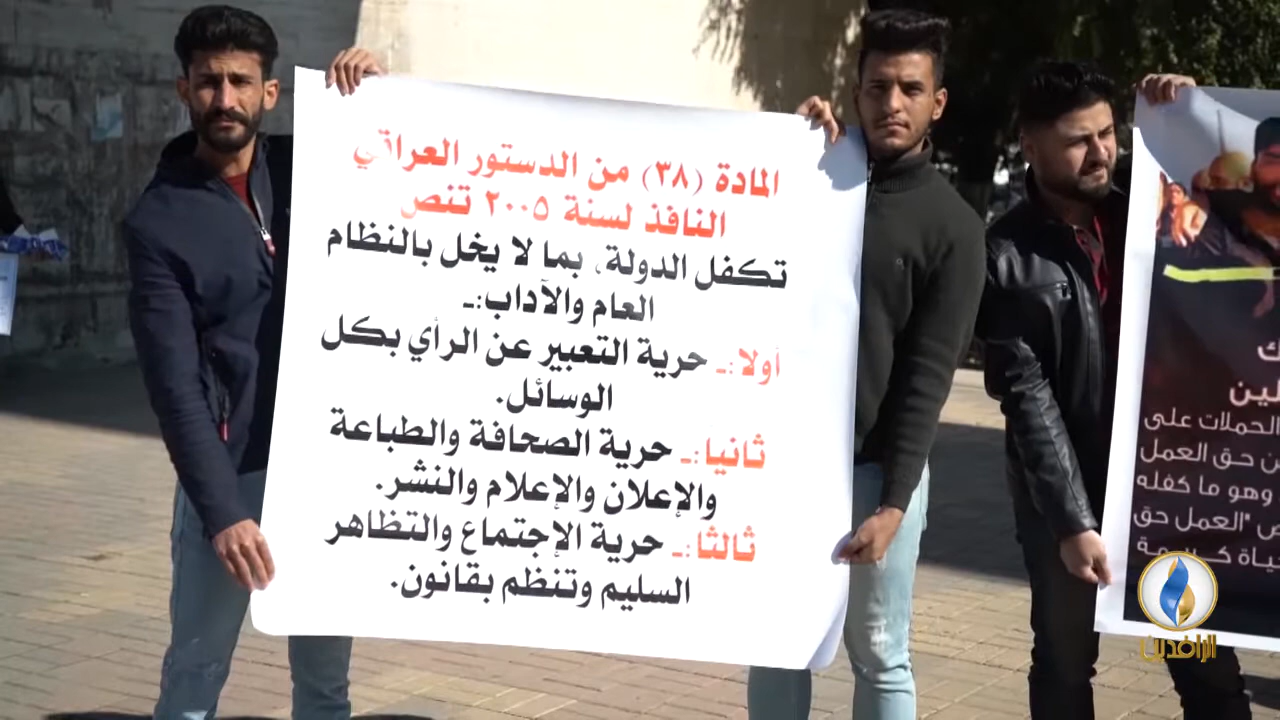 المادة (٣٨) من الدستور العراقي
النافذ لسنة ٢٠٠٥ تنص
تكفل الدولة، بما لا يخل بالنظام
العام والآداب:ـ
أولا:ـ حرية التعبير عن الرأي بكل
الوسائل.
ثانيا:ـ حرية الصحافة والطباعة
والإعلان والإعلام والنشر.
ثالثا:ـ حرية الإجتماع والتظاهر
السليم وتنظم بقانون.
الحملات على
حق العمل
وهو ما كفله
"العمل حق
الرافدين